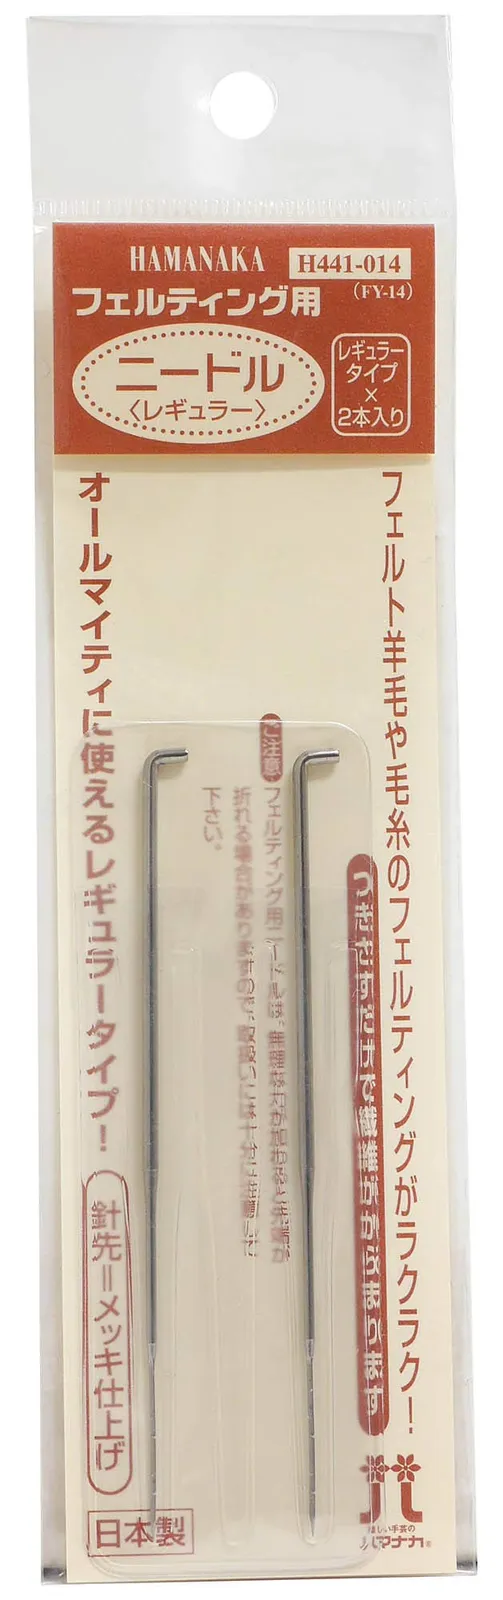 HAMANAKA
H441-014
(FY-14)
フェルティング用
ニードル
〈レギュラー〉
レギュラー
タイプ
×
2本入り
フェルト羊毛や毛糸のフェルティングがラクラク!
つきさすだけで繊維がからまります
ご注意
フェルティング用ニードルは、無理な力が加わると先端が
折れる場合がありますので、取扱いには十分ご注意して
下さい。
オールマイティに使えるレギュラータイプ!
針先=メッキ仕上げ
日本製
楽しい手芸の
ハマナカ®